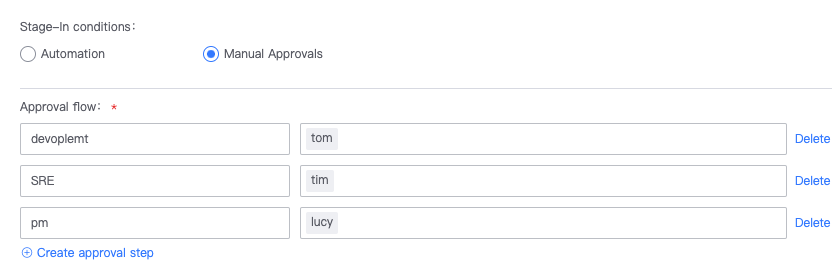 Stage-In conditions:
Automation Manual Approvals
Approval flow: *
devoplemt tom Delete
SRE tim Delete
pm lucy Delete
Create approval step